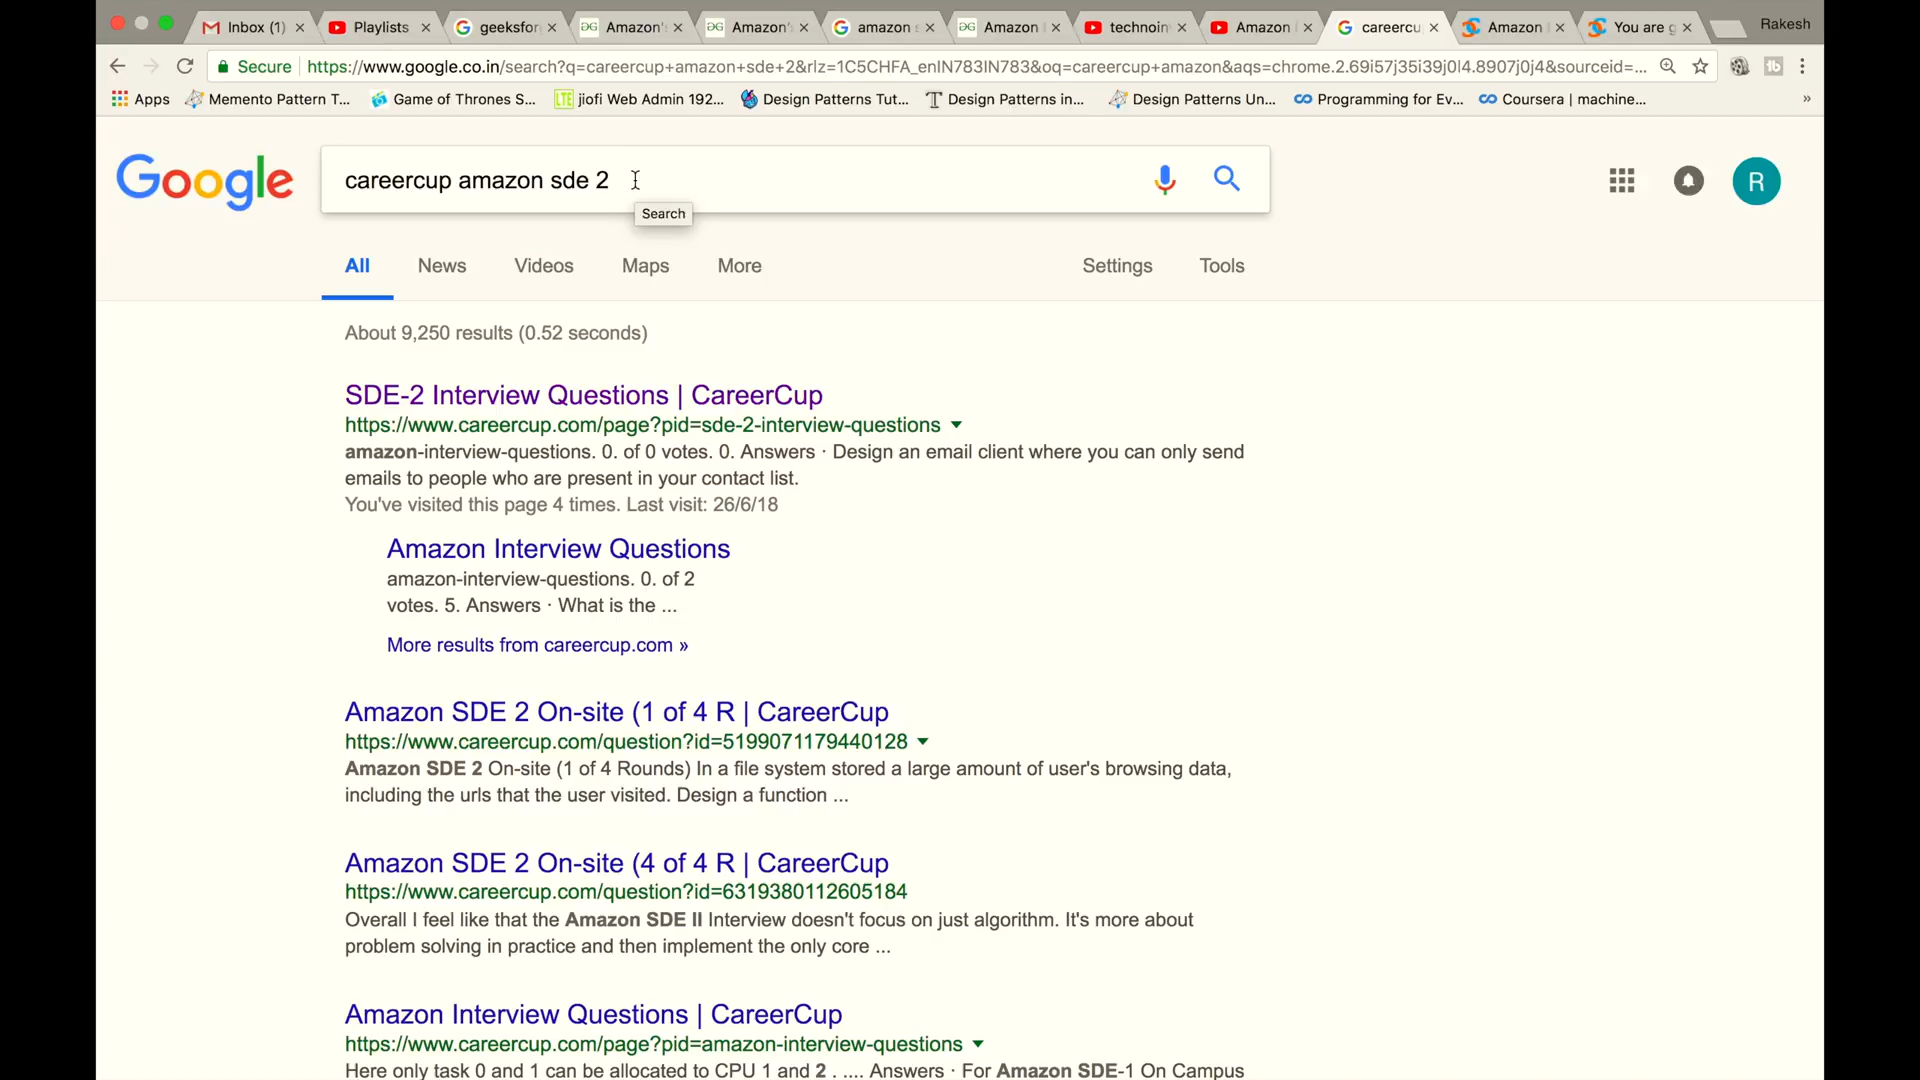 Inbox (1) × Playlists × geeksfor × Amazon' × Amazon' × amazon s × Amazon × technoin × Amazon × careercu × Amazon × You are g × Rakesh
Secure https://www.google.co.in/search?q=careercup+amazon+sde+2&rlz=1C5CHFA_enIN783IN783&oq=careercup+amazon&aqs=chrome.2.69i57j35i39j0l4.8907j0j4&sourceid=...
Apps Memento Pattern T... Game of Thrones S... LTE jiofi Web Admin 192... Design Patterns Tut... T Design Patterns in... Design Patterns Un... Programming for Ev... Coursera | machine... »
Google careercup amazon sde 2 R
Search
All News Videos Maps More Settings Tools
About 9,250 results (0.52 seconds)
SDE-2 Interview Questions | CareerCup
https://www.careercup.com/page?pid=sde-2-interview-questions
amazon-interview-questions. 0. of 0 votes. 0. Answers · Design an email client where you can only send
emails to people who are present in your contact list.
You've visited this page 4 times. Last visit: 26/6/18
Amazon Interview Questions
amazon-interview-questions. 0. of 2
votes. 5. Answers · What is the ...
More results from careercup.com »
Amazon SDE 2 On-site (1 of 4 R | CareerCup
https://www.careercup.com/question?id=5199071179440128
Amazon SDE 2 On-site (1 of 4 Rounds) In a file system stored a large amount of user's browsing data,
including the urls that the user visited. Design a function ...
Amazon SDE 2 On-site (4 of 4 R | CareerCup
https://www.careercup.com/question?id=6319380112605184
Overall I feel like that the Amazon SDE II Interview doesn't focus on just algorithm. It's more about
problem solving in practice and then implement the only core ...
Amazon Interview Questions | CareerCup
https://www.careercup.com/page?pid=amazon-interview-questions
Here only task 0 and 1 can be allocated to CPU 1 and 2 . .... Answers · For Amazon SDE-1 On Campus